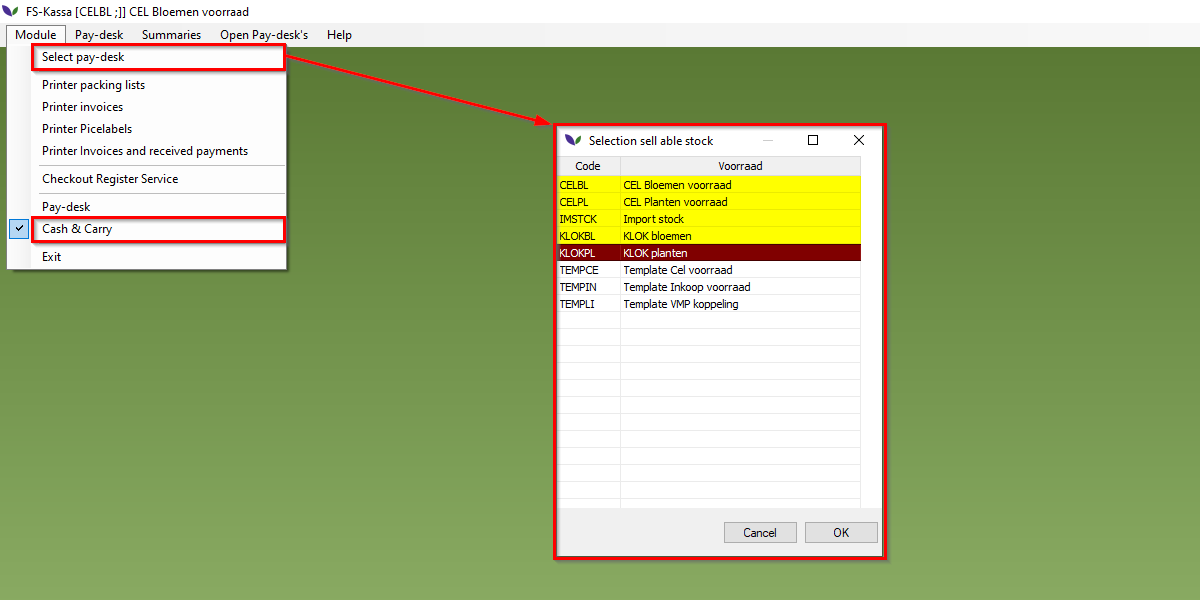 FS-Kassa [CELBL ;]] CEL Bloemen voorraad
Module Pay-desk Summaries Open Pay-desk's Help
Select pay-desk
Printer packing lists
Printer invoices
Printer Picelabels
Printer Invoices and received payments
Checkout Register Service
Pay-desk
Cash & Carry
Exit
Selection sell able stock
Code Voorraad
CELBL CEL Bloemen voorraad
CELPL CEL Planten voorraad
IMSTCK Import stock
KLOKBL KLOK bloemen
KLOKPL KLOK planten
TEMPCE Template Cel voorraad
TEMPIN Template Inkoop voorraad
TEMPLI Template VMP koppeling
Cancel OK